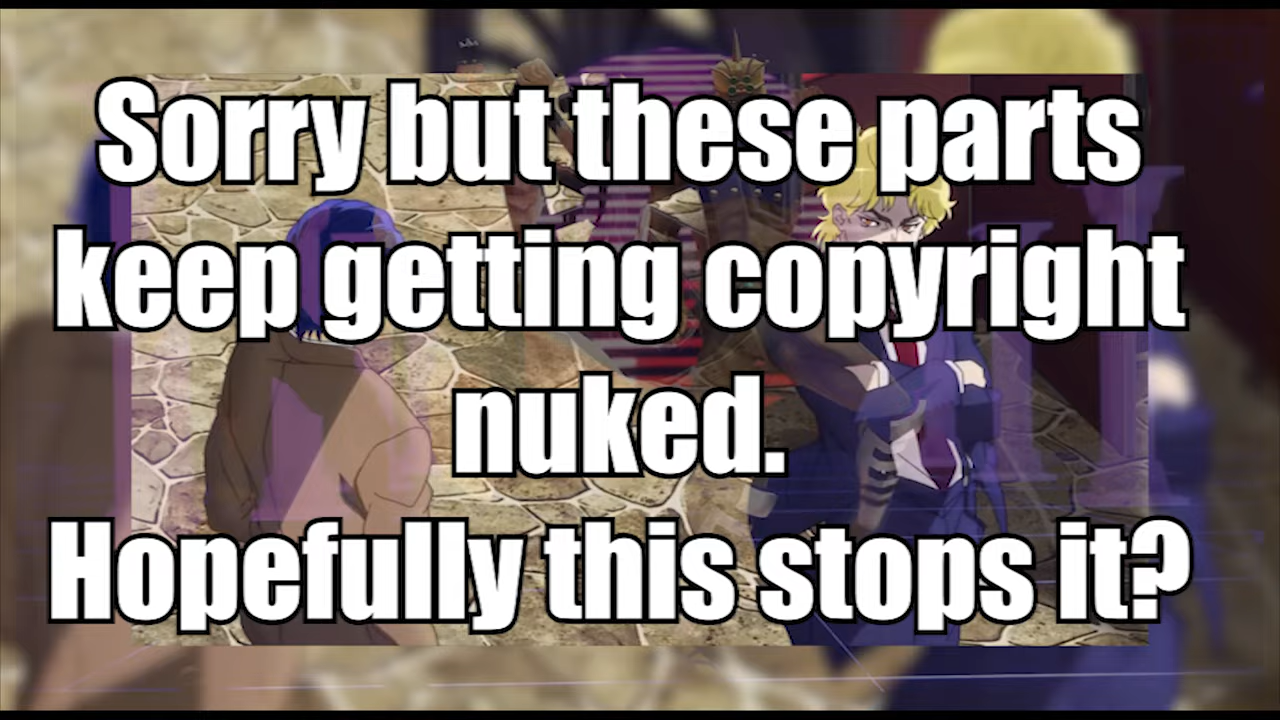 Sorry but these parts
keep getting copyright
nuked.
Hopefully this stops it?